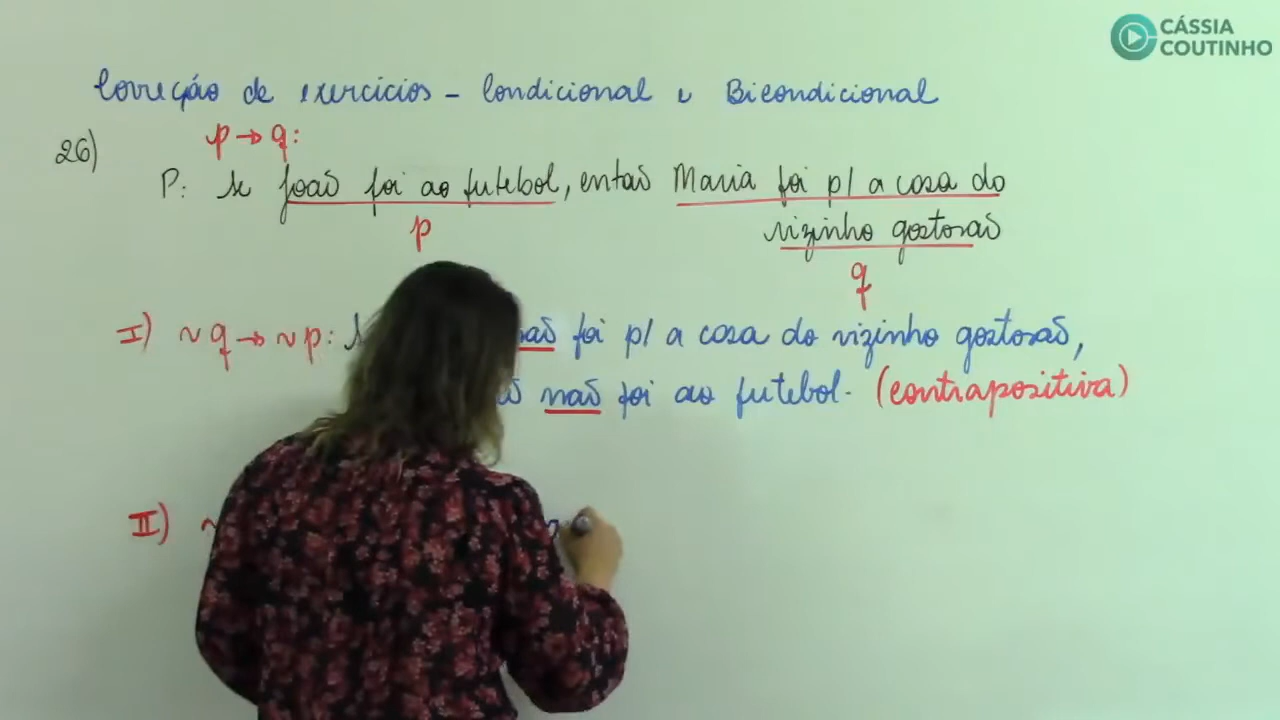 CÁSSIA
COUTINHO
Correção de exercícios - Condicional e Bicondicional
p → q:
26)
P: se João foi ao futebol, então Maria foi p/ a casa do
vizinho gostosão
p
q
I) ~q → ~p: não foi p/ a casa do vizinho gostosão,
não foi ao futebol. (contrapositiva)
II) ~